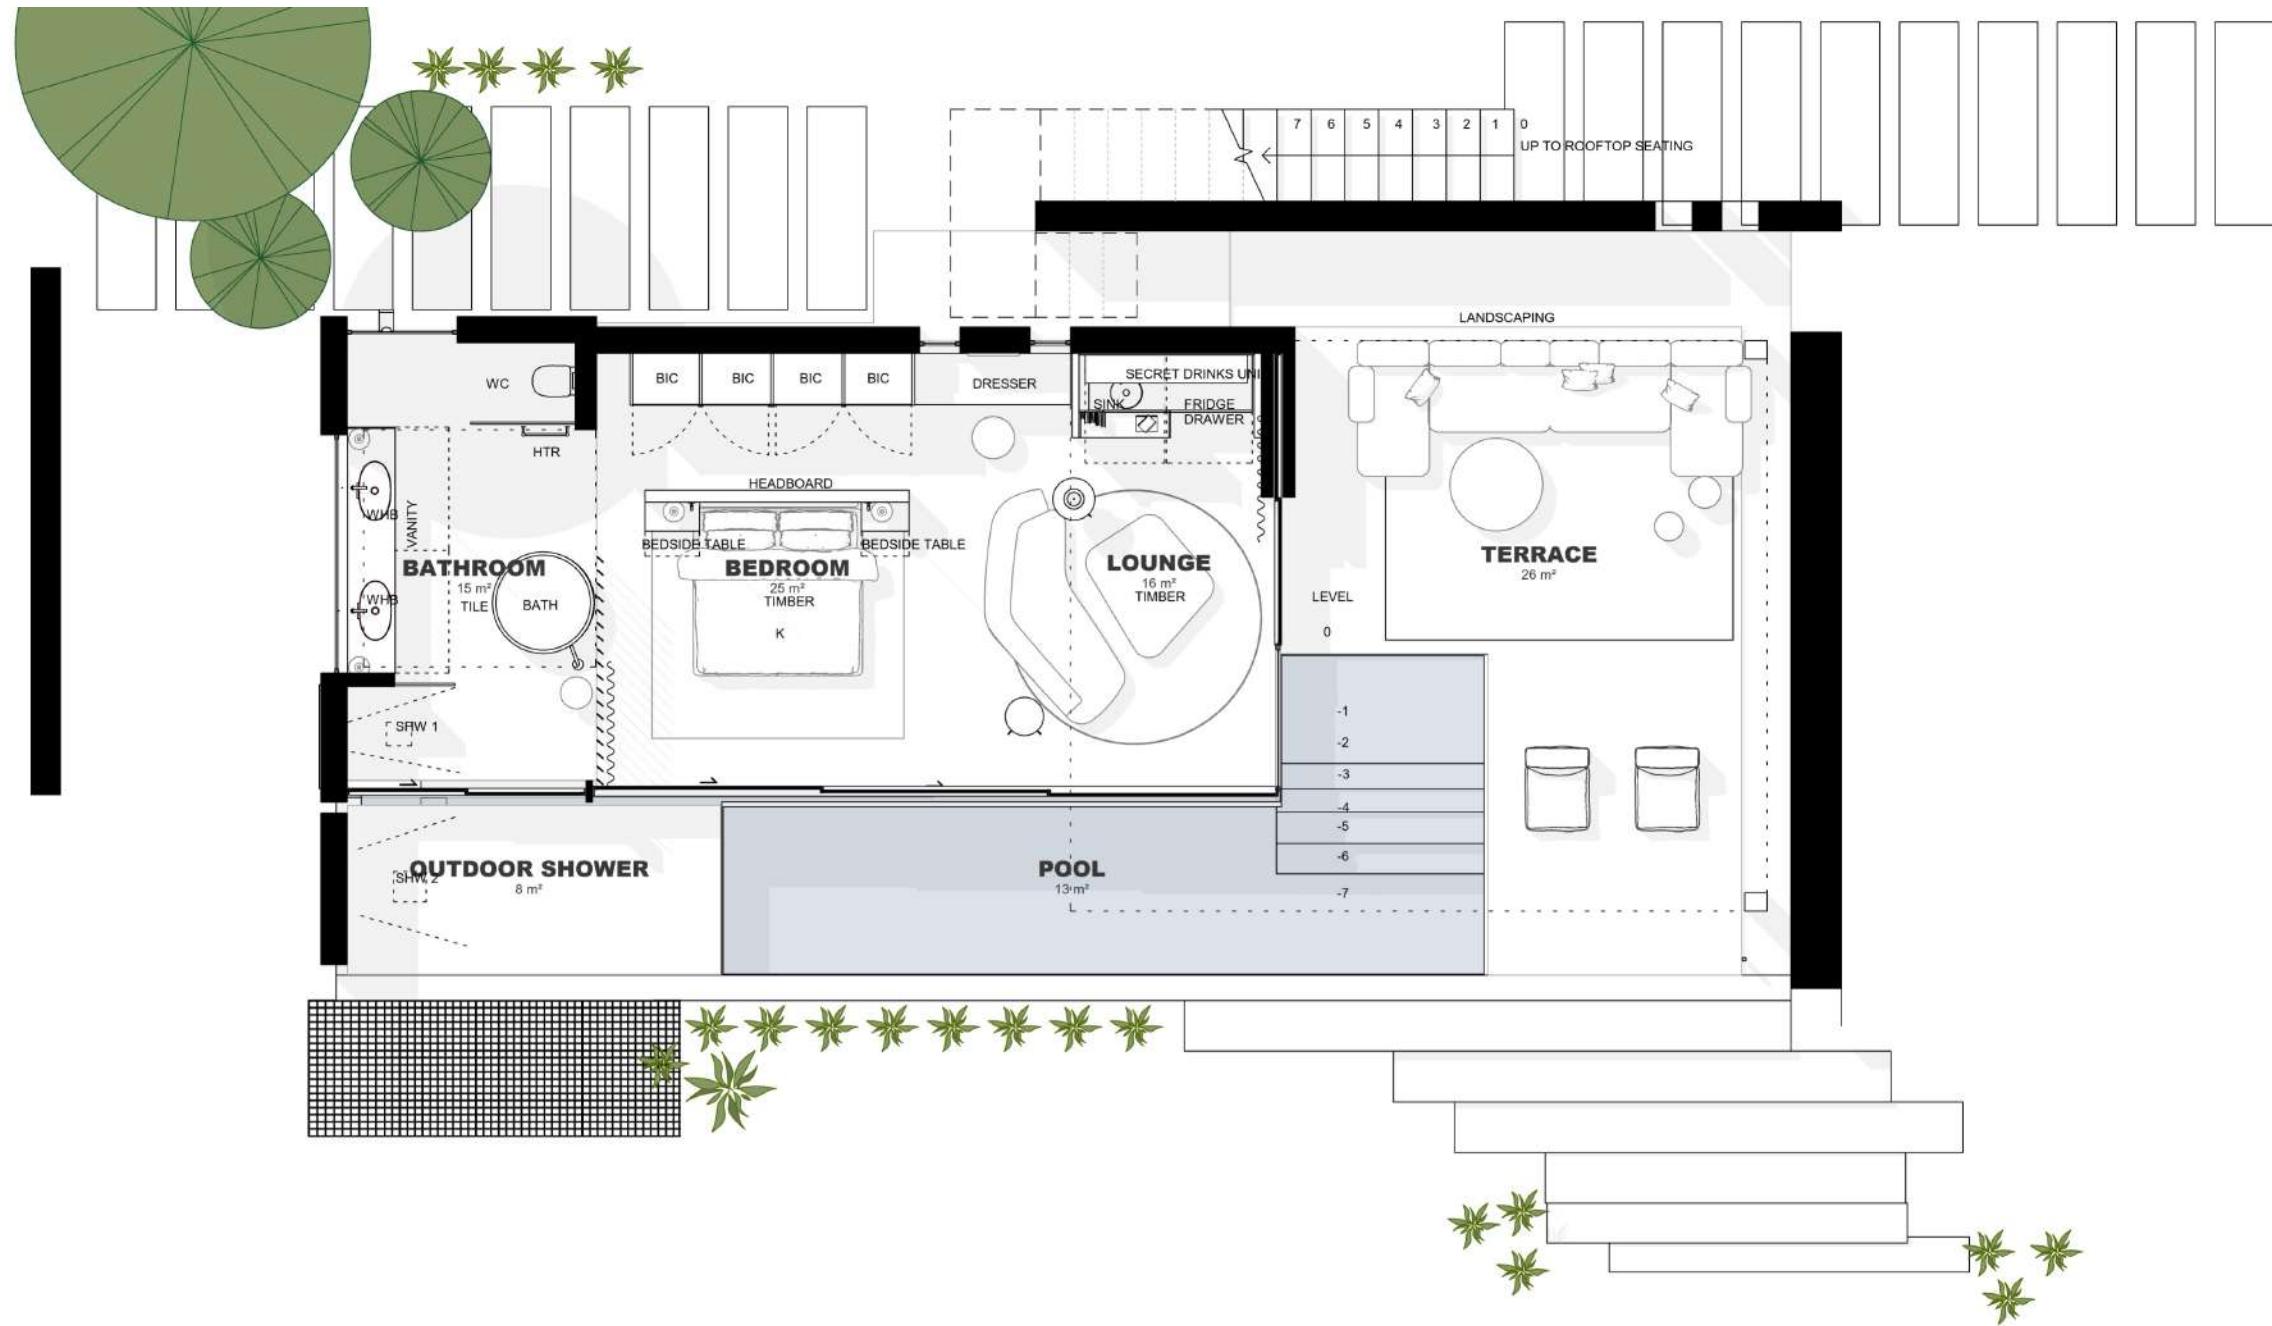 7 6 5 4 3 2 1 0
UP TO ROOFTOP SEATING
LANDSCAPING
WC
BIC
BIC
BIC
BIC
DRESSER
SECRET DRINKS UNI
SINK
FRIDGE
DRAWER
HTR
HEADBOARD
WHB
VANITY
BEDSIDE TABLE
BEDSIDE TABLE
BATHROOM
15 m²
TILE
BATH
WHB
BEDROOM
25 m²
TIMBER
K
LOUNGE
16 m²
TIMBER
TERRACE
26 m²
LEVEL
0
SHW 1
-1
-2
-3
-4
-5
-6
-7
OUTDOOR SHOWER
8 m²
SHW 2
POOL
13 m²